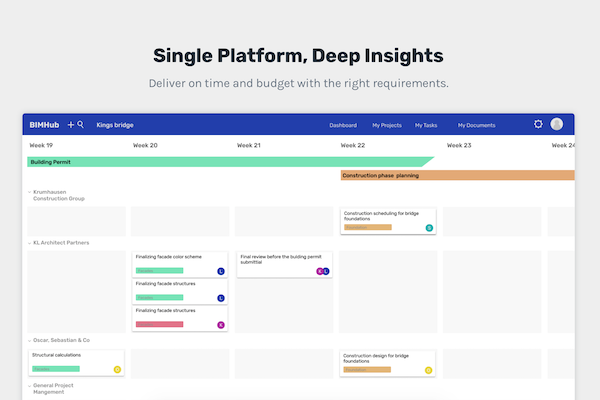 Single Platform, Deep Insights
Deliver on time and budget with the right requirements.
BIMHub
Kings bridge
Dashboard
My Projects
My Tasks
My Documents
Week 19
Week 20
Week 21
Week 22
Week 23
Week 24
Building Permit
Construction phase planning
Krumhausen
Construction Group
Construction scheduling for bridge
foundations
KL Architect Partners
Finalizing facade color scheme
L
Final review before the building permit
submittial
K L
Finalizing facade structures
L
Finalizing facade structures
K
Oscar, Sebastian & Co
Structural calculations
Construction design for bridge
foundations
General Project
Mangement